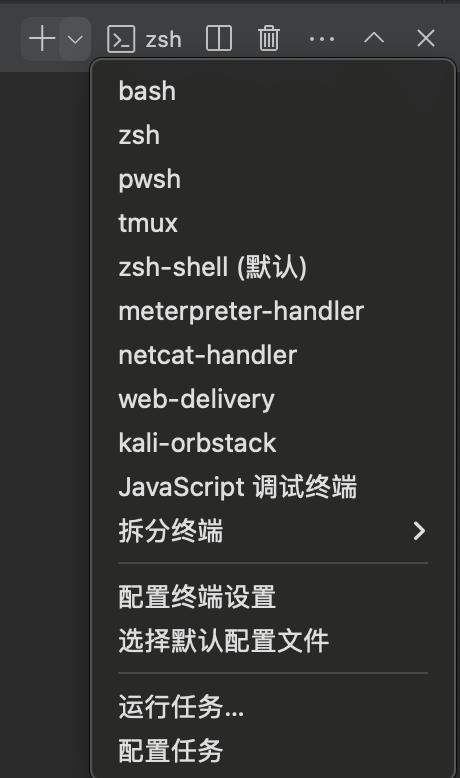 zsh
bash
zsh
pwsh
tmux
zsh-shell (默认)
meterpreter-handler
netcat-handler
web-delivery
kali-orbstack
JavaScript 调试终端
拆分终端
配置终端设置
选择默认配置文件
运行任务...
配置任务